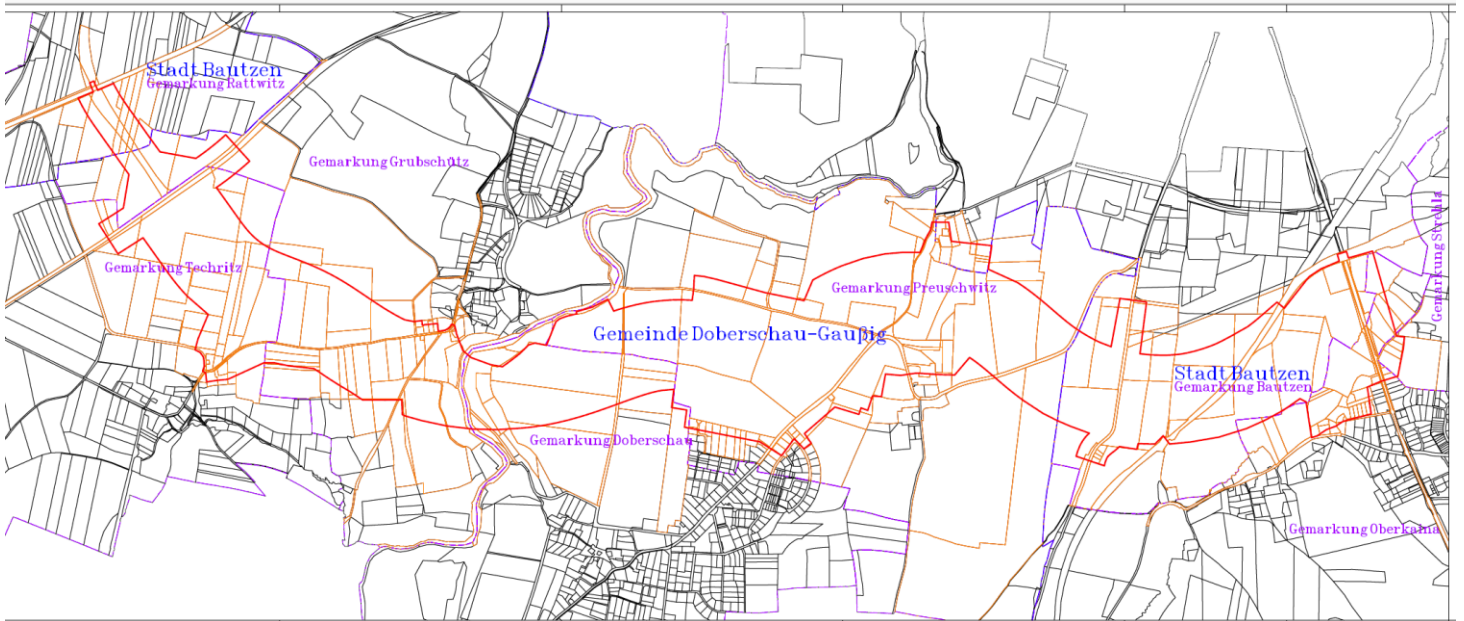 Stadt Bautzen
Gemarkung Rattwitz
Gemarkung Grubschütz
Gemarkung Strehla
Gemarkung Techritz
Gemarkung Preuschwitz
Gemeinde Doberschau-Gaußig
Stadt Bautzen
Gemarkung Bautzen
Gemarkung Doberschau
Gemarkung Oberkaina